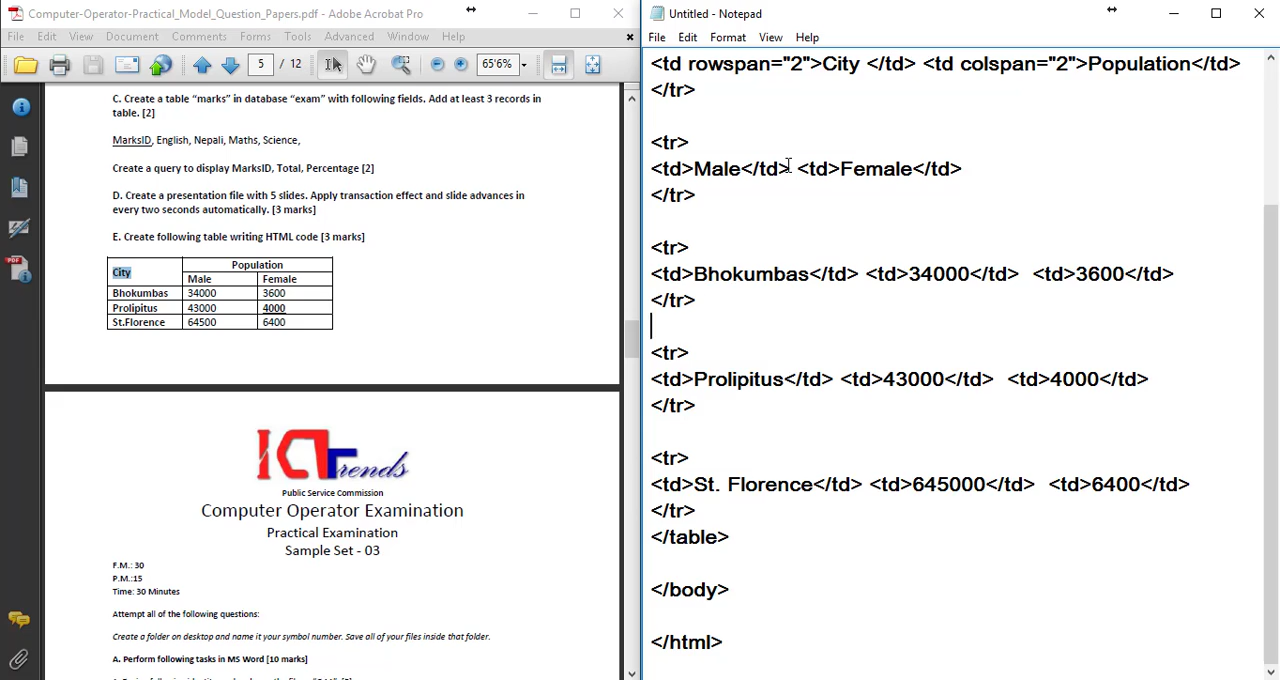 Computer-Operator-Practical_Model_Question_Papers.pdf - Adobe Acrobat Pro
File Edit View Document Comments Forms Tools Advanced Window Help
5 / 12 65'6%
C. Create a table “marks” in database “exam” with following fields. Add at least 3 records in
table. [2]
MarksID, English, Nepali, Maths, Science,
Create a query to display MarksID, Total, Percentage [2]
D. Create a presentation file with 5 slides. Apply transaction effect and slide advances in
every two seconds automatically. [3 marks]
E. Create following table writing HTML code [3 marks]
City Population
Male Female
Bhokumbas 34000 3600
Prolipitus 43000 4000
St.Florence 64500 6400
ICTrends
Public Service Commission
Computer Operator Examination
Practical Examination
Sample Set - 03
F.M.: 30
P.M.:15
Time: 30 Minutes
Attempt all of the following questions:
Create a folder on desktop and name it your symbol number. Save all of your files inside that folder.
A. Perform following tasks in MS Word [10 marks]
Untitled - Notepad
File Edit Format View Help
<td rowspan="2">City </td> <td colspan="2">Population</td>
</tr>
<tr>
<td>Male</td> <td>Female</td>
</tr>
<tr>
<td>Bhokumbas</td> <td>34000</td> <td>3600</td>
</tr>
<tr>
<td>Prolipitus</td> <td>43000</td> <td>4000</td>
</tr>
<tr>
<td>St. Florence</td> <td>645000</td> <td>6400</td>
</tr>
</table>
</body>
</html>